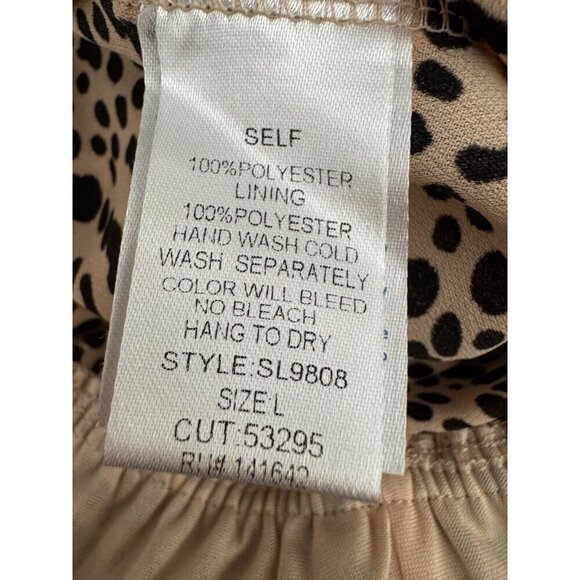 SELF
100%POLYESTER
LINING
100%POLYESTER
HAND WASH COLD
WASH SEPARATELY
COLOR WILL BLEED
NO BLEACH
HANG TO DRY
STYLE:SL9808
SIZE:L
CUT:53295